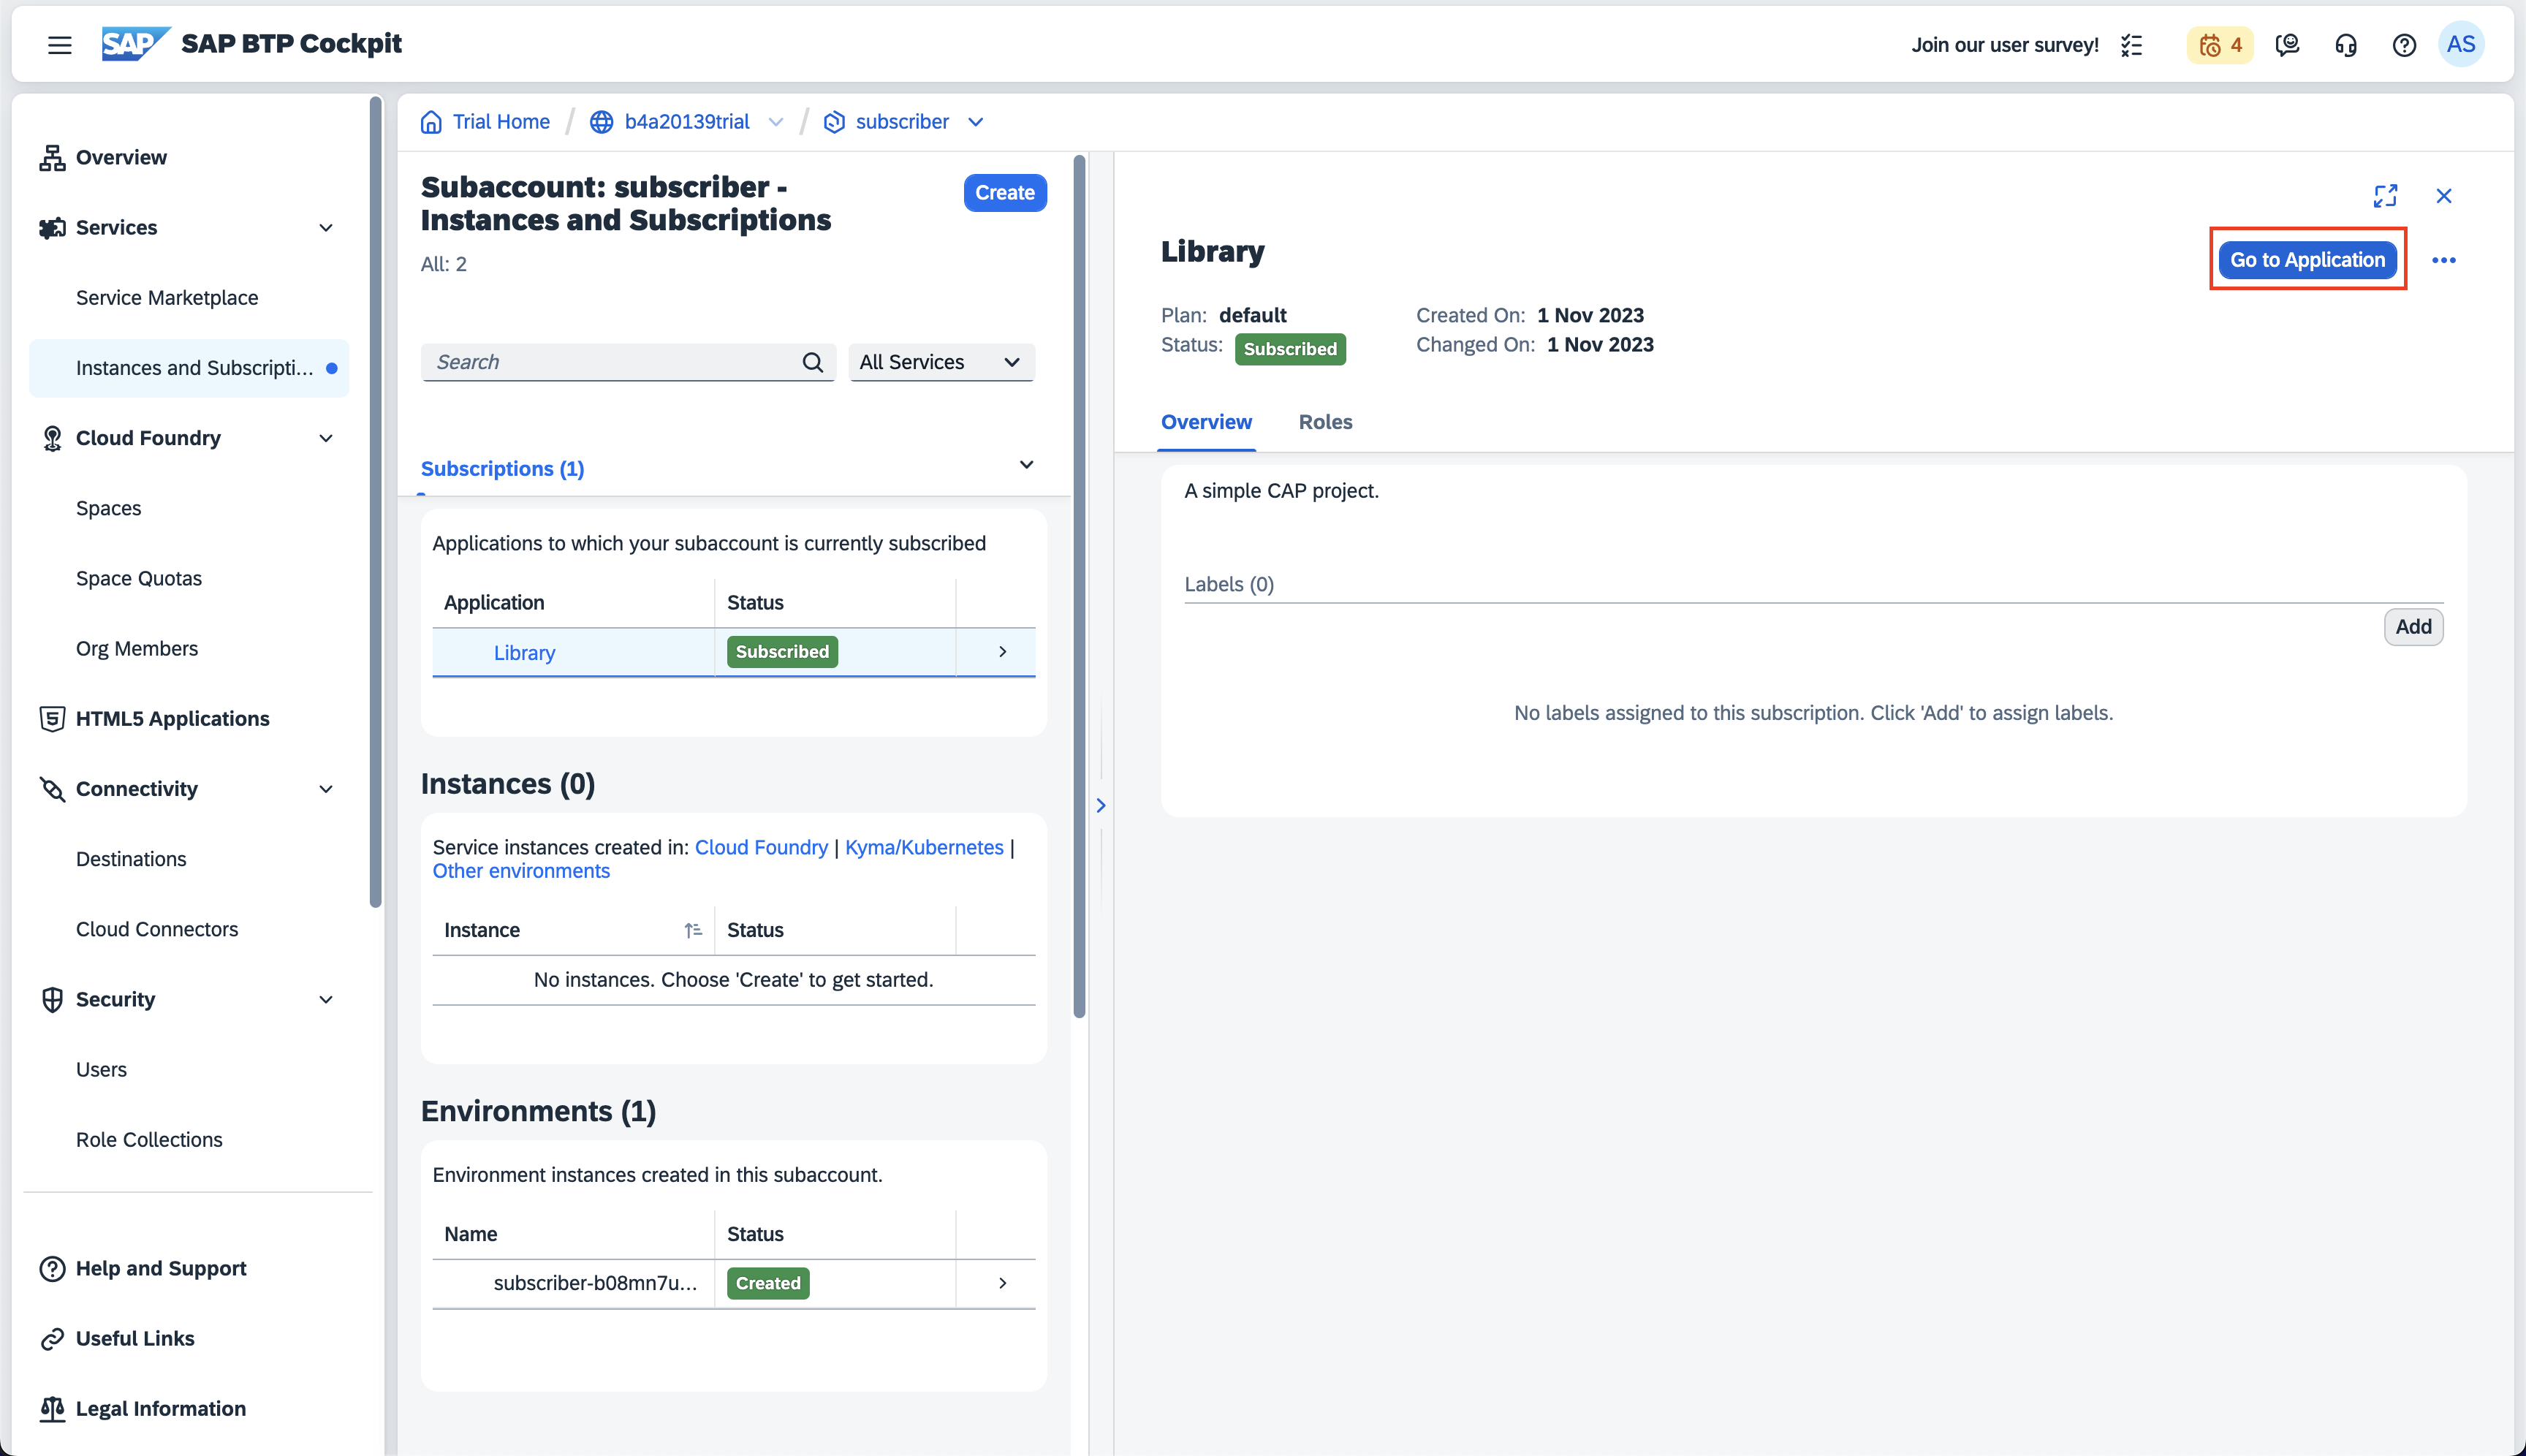 SAP SAP BTP Cockpit
Join our user survey!
4
AS
Overview
Services
Service Marketplace
Instances and Subscripti...
Cloud Foundry
Spaces
Space Quotas
Org Members
HTML5 Applications
Connectivity
Destinations
Cloud Connectors
Security
Users
Role Collections
Help and Support
Useful Links
Legal Information
Trial Home / b4a20139trial / subscriber
Subaccount: subscriber -
Instances and Subscriptions
Create
All: 2
Search
All Services
Subscriptions (1)
Applications to which your subaccount is currently subscribed
Application Status
Library Subscribed
Instances (0)
Service instances created in: Cloud Foundry | Kyma/Kubernetes |
Other environments
Instance Status
No instances. Choose 'Create' to get started.
Environments (1)
Environment instances created in this subaccount.
Name Status
subscriber-b08mn7u... Created
Library
Go to Application
Plan: default
Status: Subscribed
Created On: 1 Nov 2023
Changed On: 1 Nov 2023
Overview Roles
A simple CAP project.
Labels (0)
Add
No labels assigned to this subscription. Click 'Add' to assign labels.